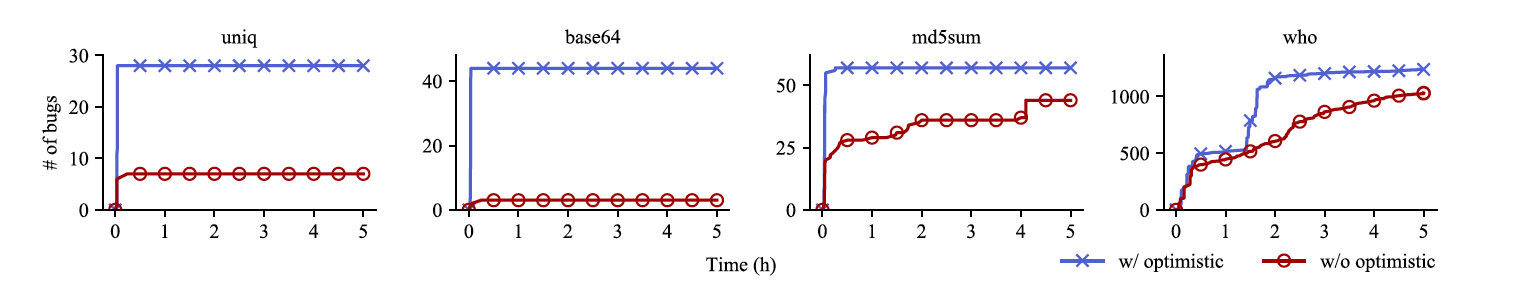 uniq
base64
md5sum
who
# of bugs
30
20
10
0
0 1 2 3 4 5
40
20
0
0 1 2 3 4 5
50
25
0
0 1 2 3 4 5
1000
500
0
0 1 2 3 4 5
Time (h)
w/ optimistic
w/o optimistic